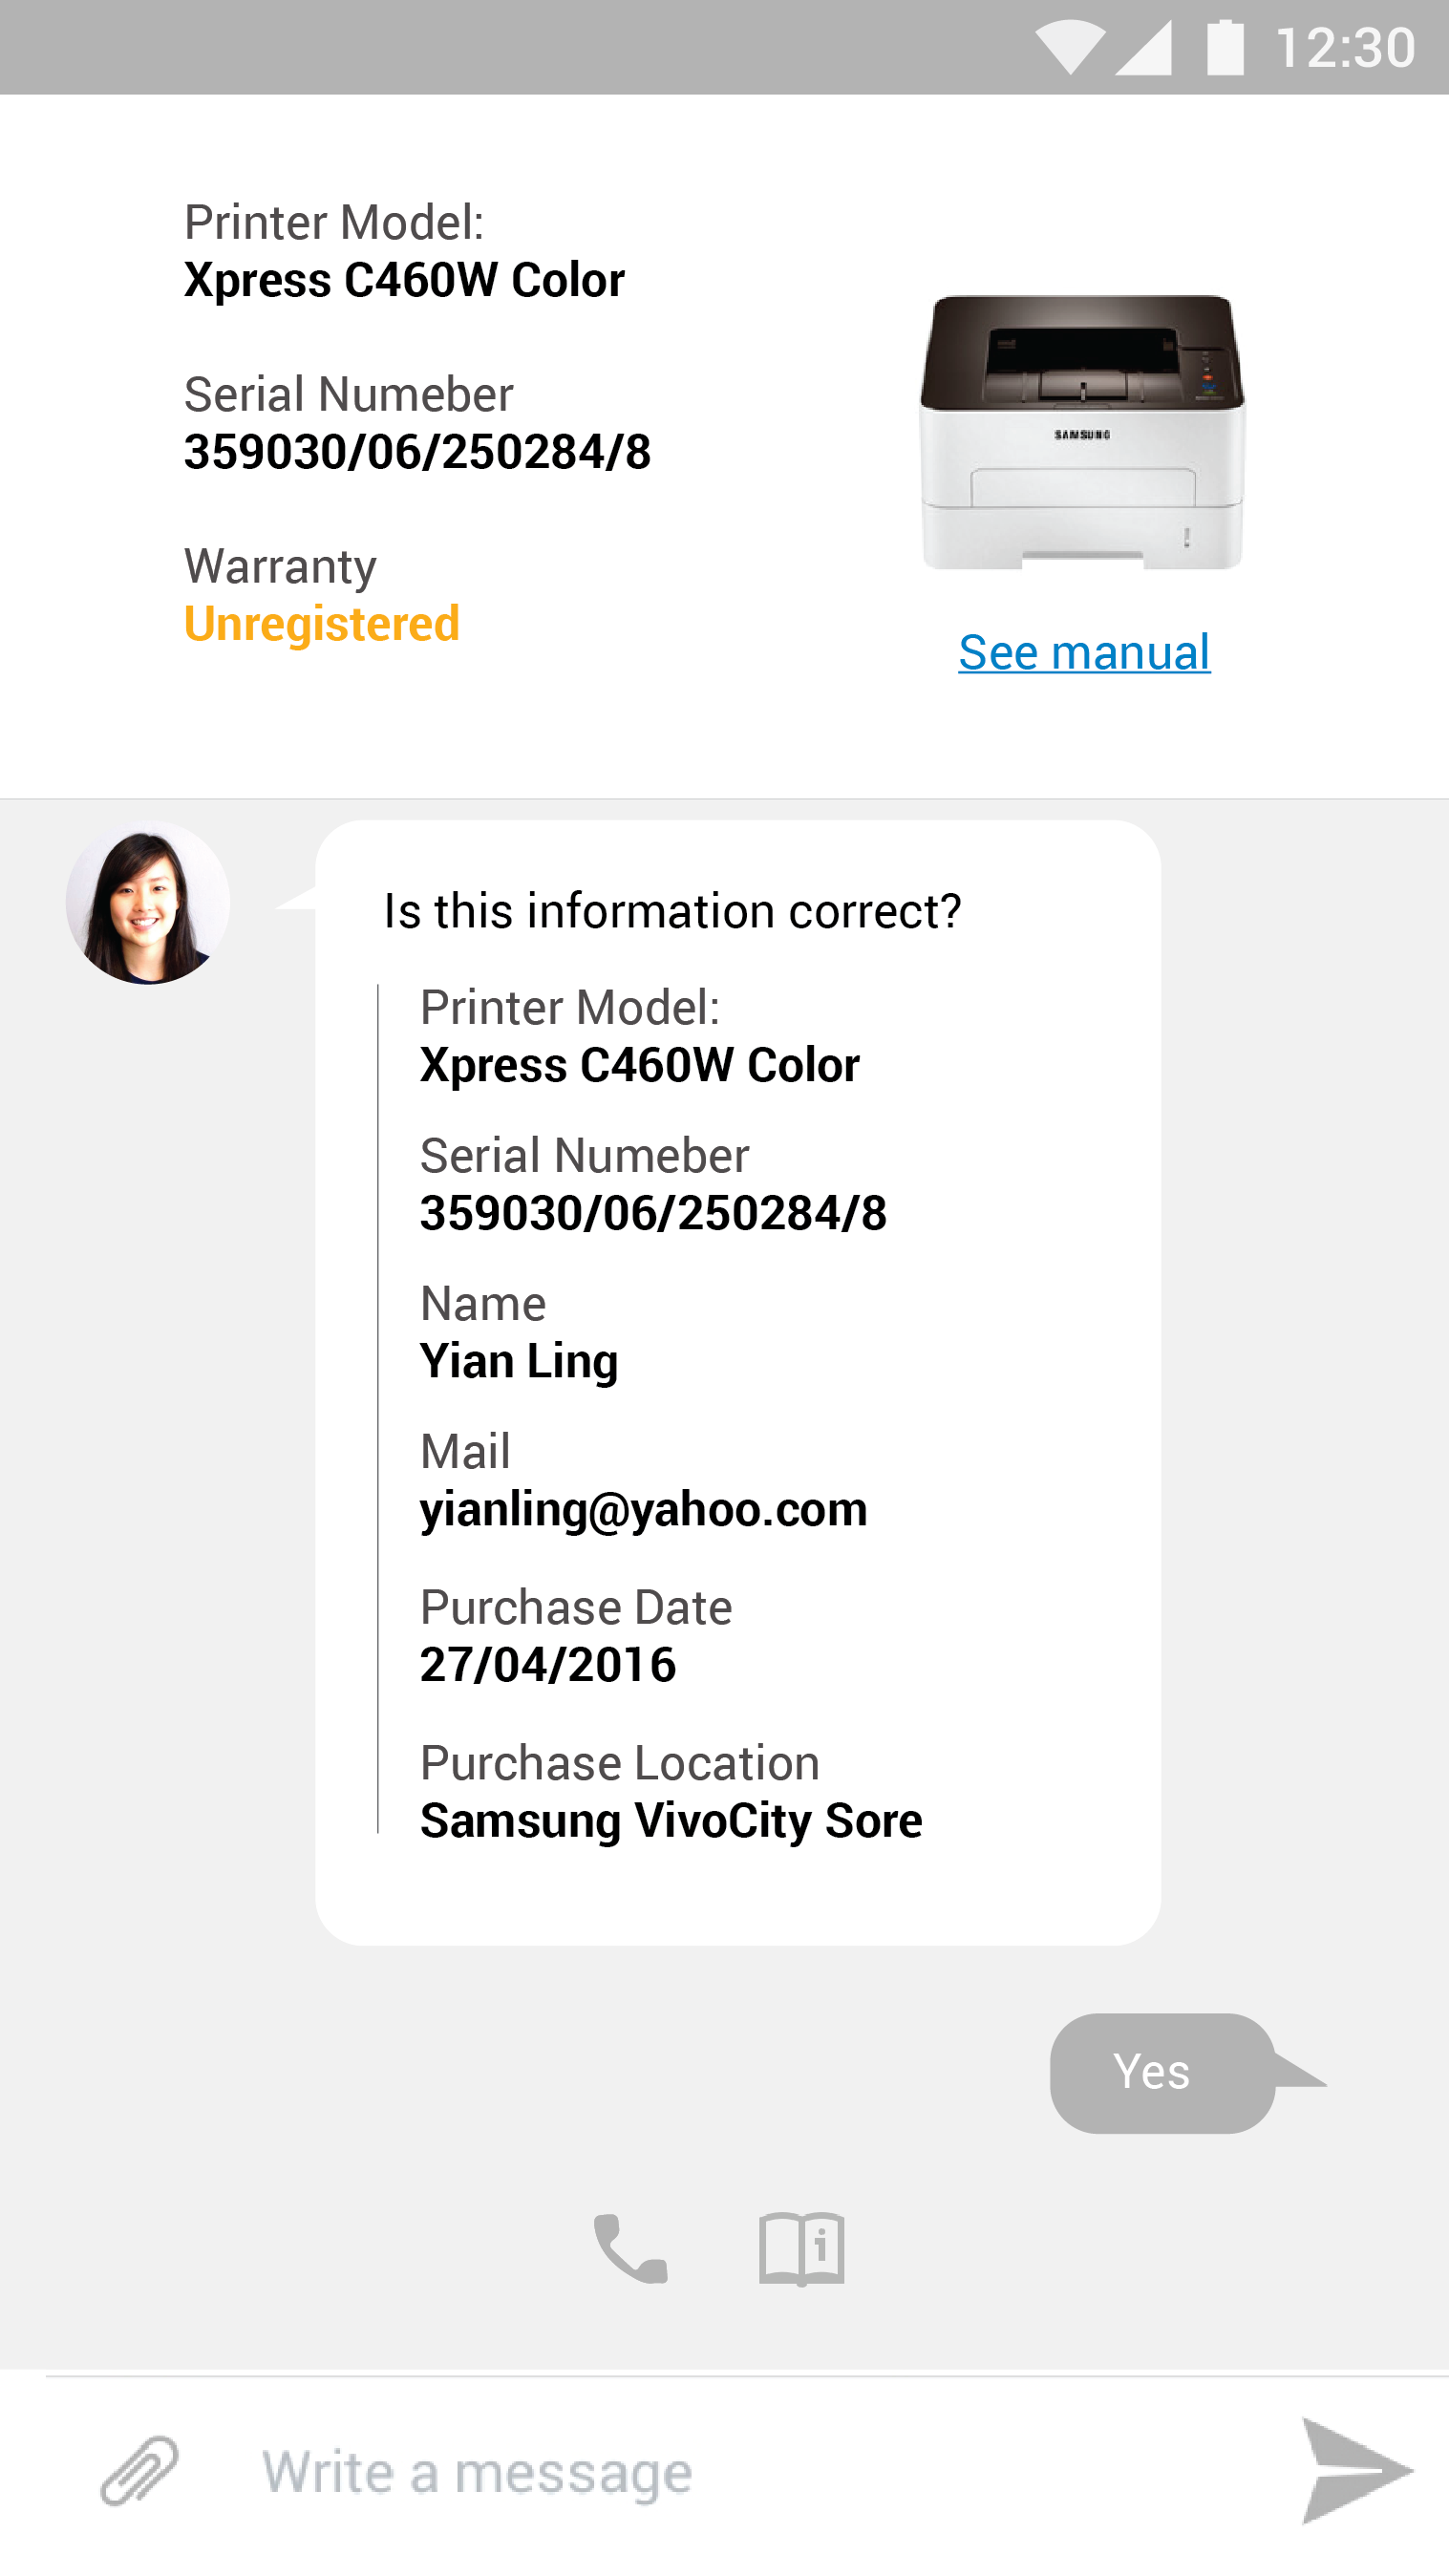 12:30
Printer Model:
Xpress C460W Color
Serial Numeber
359030/06/250284/8
Warranty
Unregistered
SAMSUNG
See manual
Is this information correct?
Printer Model:
Xpress C460W Color
Serial Numeber
359030/06/250284/8
Name
Yian Ling
Mail
yianling@yahoo.com
Purchase Date
27/04/2016
Purchase Location
Samsung VivoCity Sore
Yes
Write a message